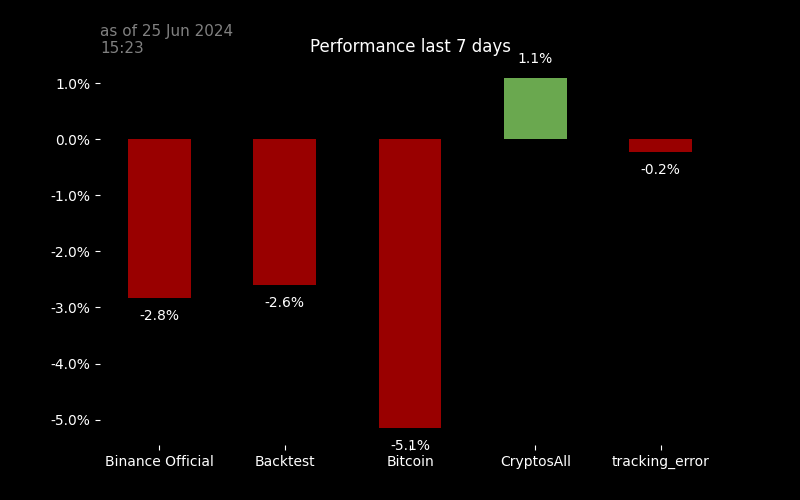 as of 25 Jun 2024
15:23
Performance last 7 days
1.1%
1.0%
0.0%
-0.2%
-1.0%
-2.0%
-3.0%
-2.8%
-2.6%
-4.0%
-5.0%
-5.1%
Binance Official
Backtest
Bitcoin
CryptosAll
tracking_error